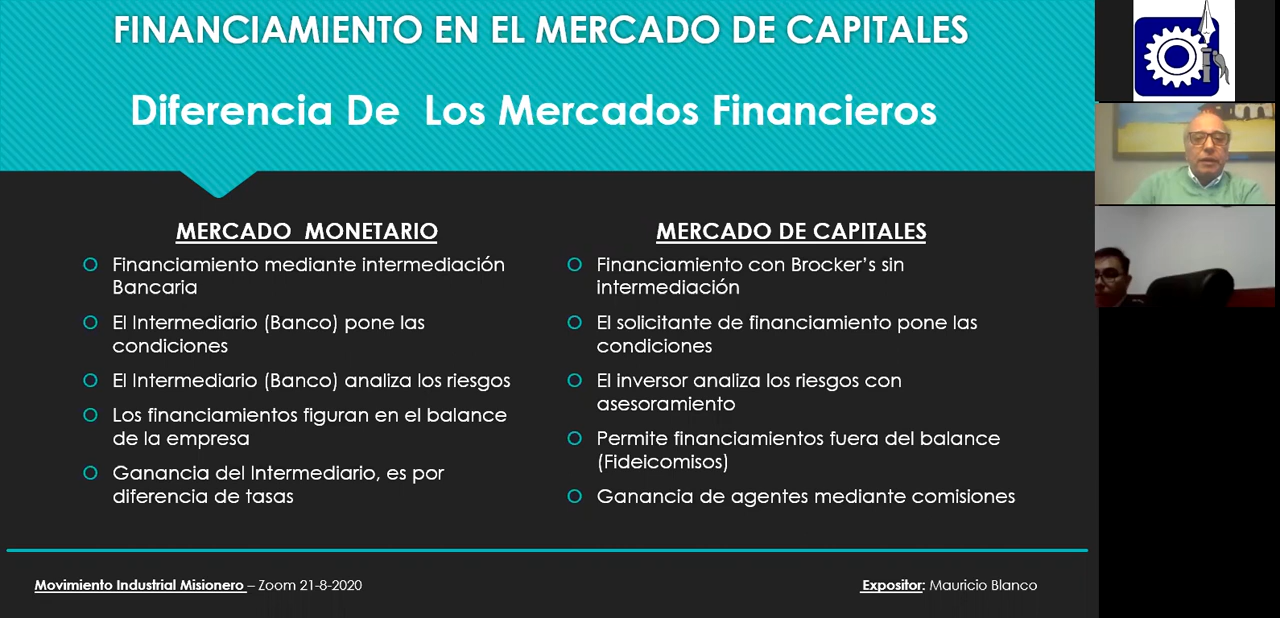 FINANCIAMIENTO EN EL MERCADO DE CAPITALES
Diferencia De Los Mercados Financieros
MERCADO MONETARIO
Financiamiento mediante intermediación
Bancaria
El Intermediario (Banco) pone las
condiciones
El Intermediario (Banco) analiza los riesgos
Los financiamientos figuran en el balance
de la empresa
Ganancia del Intermediario, es por
diferencia de tasas
MERCADO DE CAPITALES
Financiamiento con Brocker's sin
intermediación
El solicitante de financiamiento pone las
condiciones
El inversor analiza los riesgos con
asesoramiento
Permite financiamientos fuera del balance
(Fideicomisos)
Ganancia de agentes mediante comisiones
Movimiento Industrial Misionero – Zoom 21-8-2020
Expositor: Mauricio Blanco